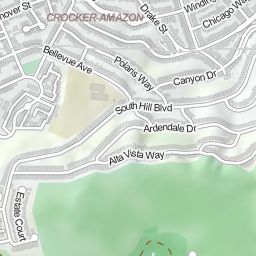 CROCKER-AMAZON
Drake St
Chicago Way
Bellevue Ave
Polaris Way
Canyon Dr
South Hill Blvd
Ardendale Dr
Alta Vista Way
Estate Court